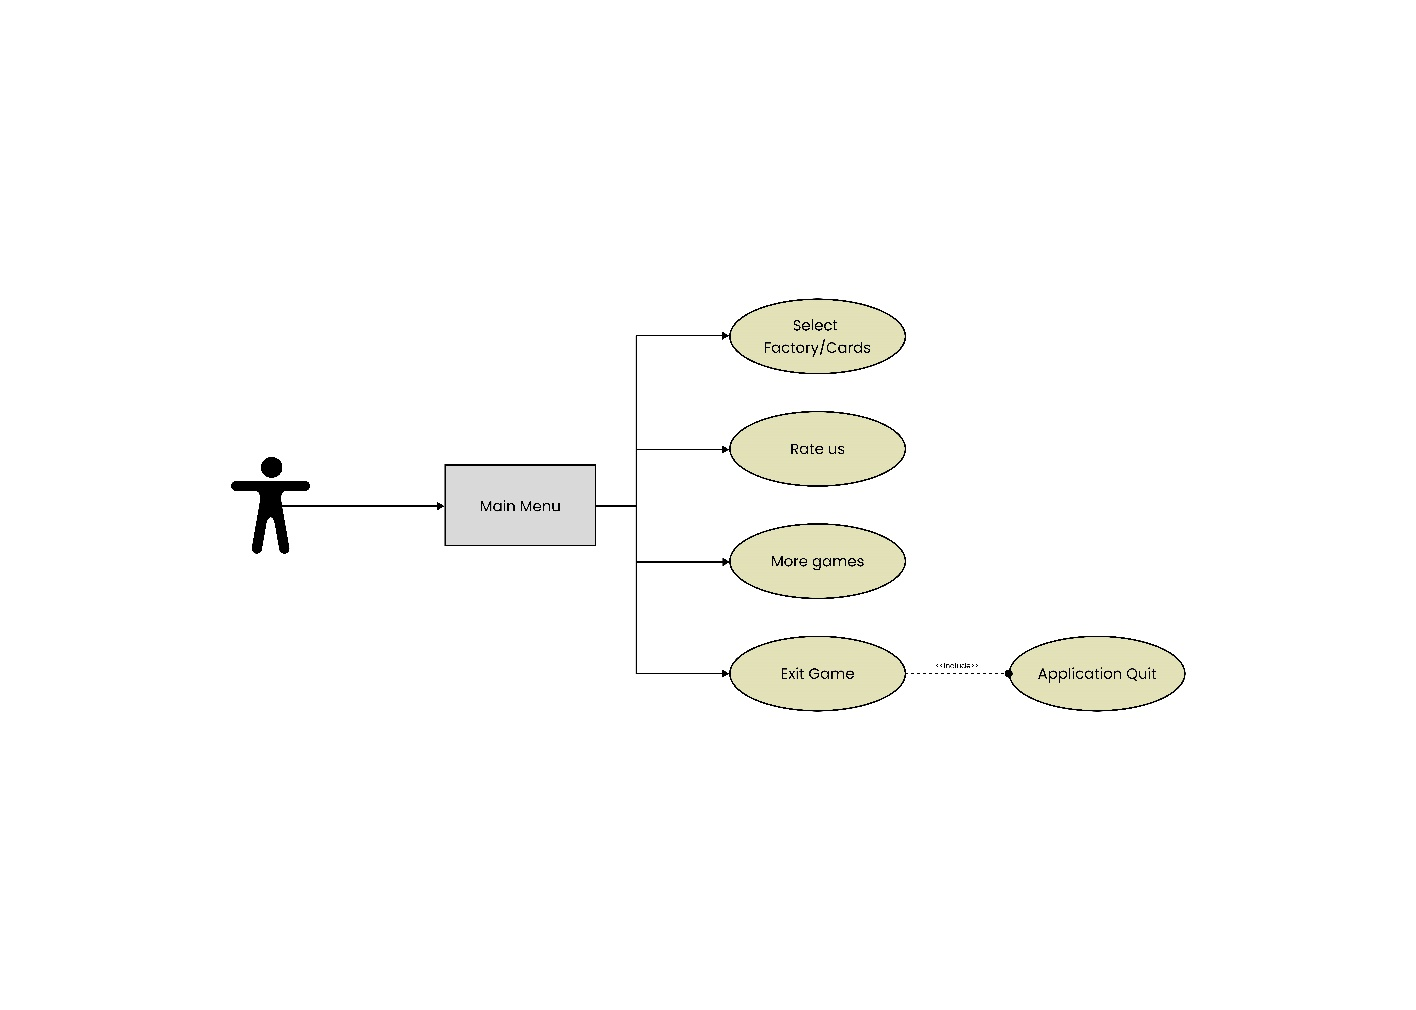 Select
Factory/Cards
Rate us
Main Menu
More games
Exit Game
<<include>>
Application Quit